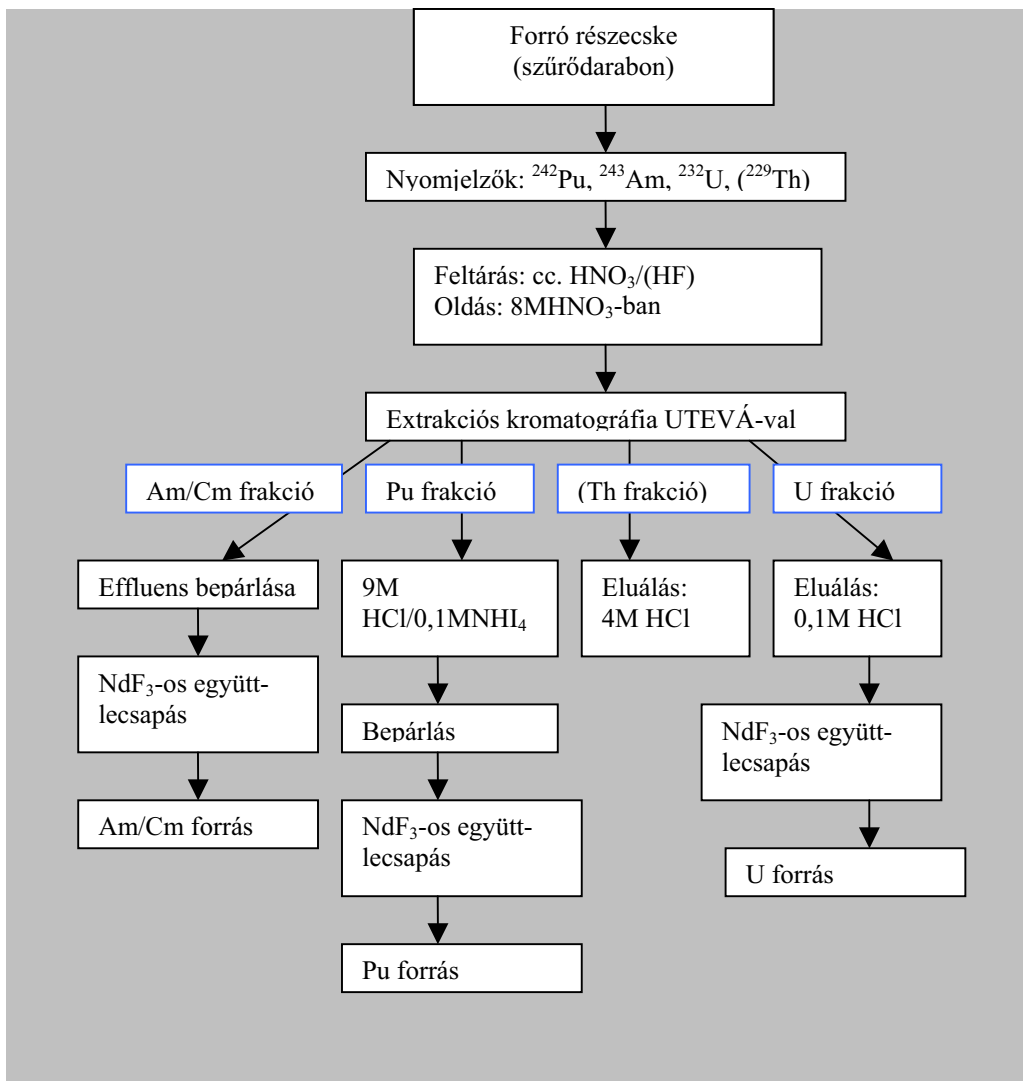 Forró részecske
(szűrődarabon)
Nyomjelzők: ²⁴²Pu, ²⁴³Am, ²³²U, (²²⁹Th)
Feltárás: cc. HNO₃/(HF)
Oldás: 8MHNO₃-ban
Extrakciós kromatográfia UTEVÁ-val
Am/Cm frakció
Pu frakció
(Th frakció)
U frakció
Effluens bepárlása
9M
HCl/0,1MNHI₄
Eluálás:
4M HCl
Eluálás:
0,1M HCl
NdF₃-os együtt-
lecsapás
Bepárlás
NdF₃-os együtt-
lecsapás
Am/Cm forrás
NdF₃-os együtt-
lecsapás
U forrás
Pu forrás